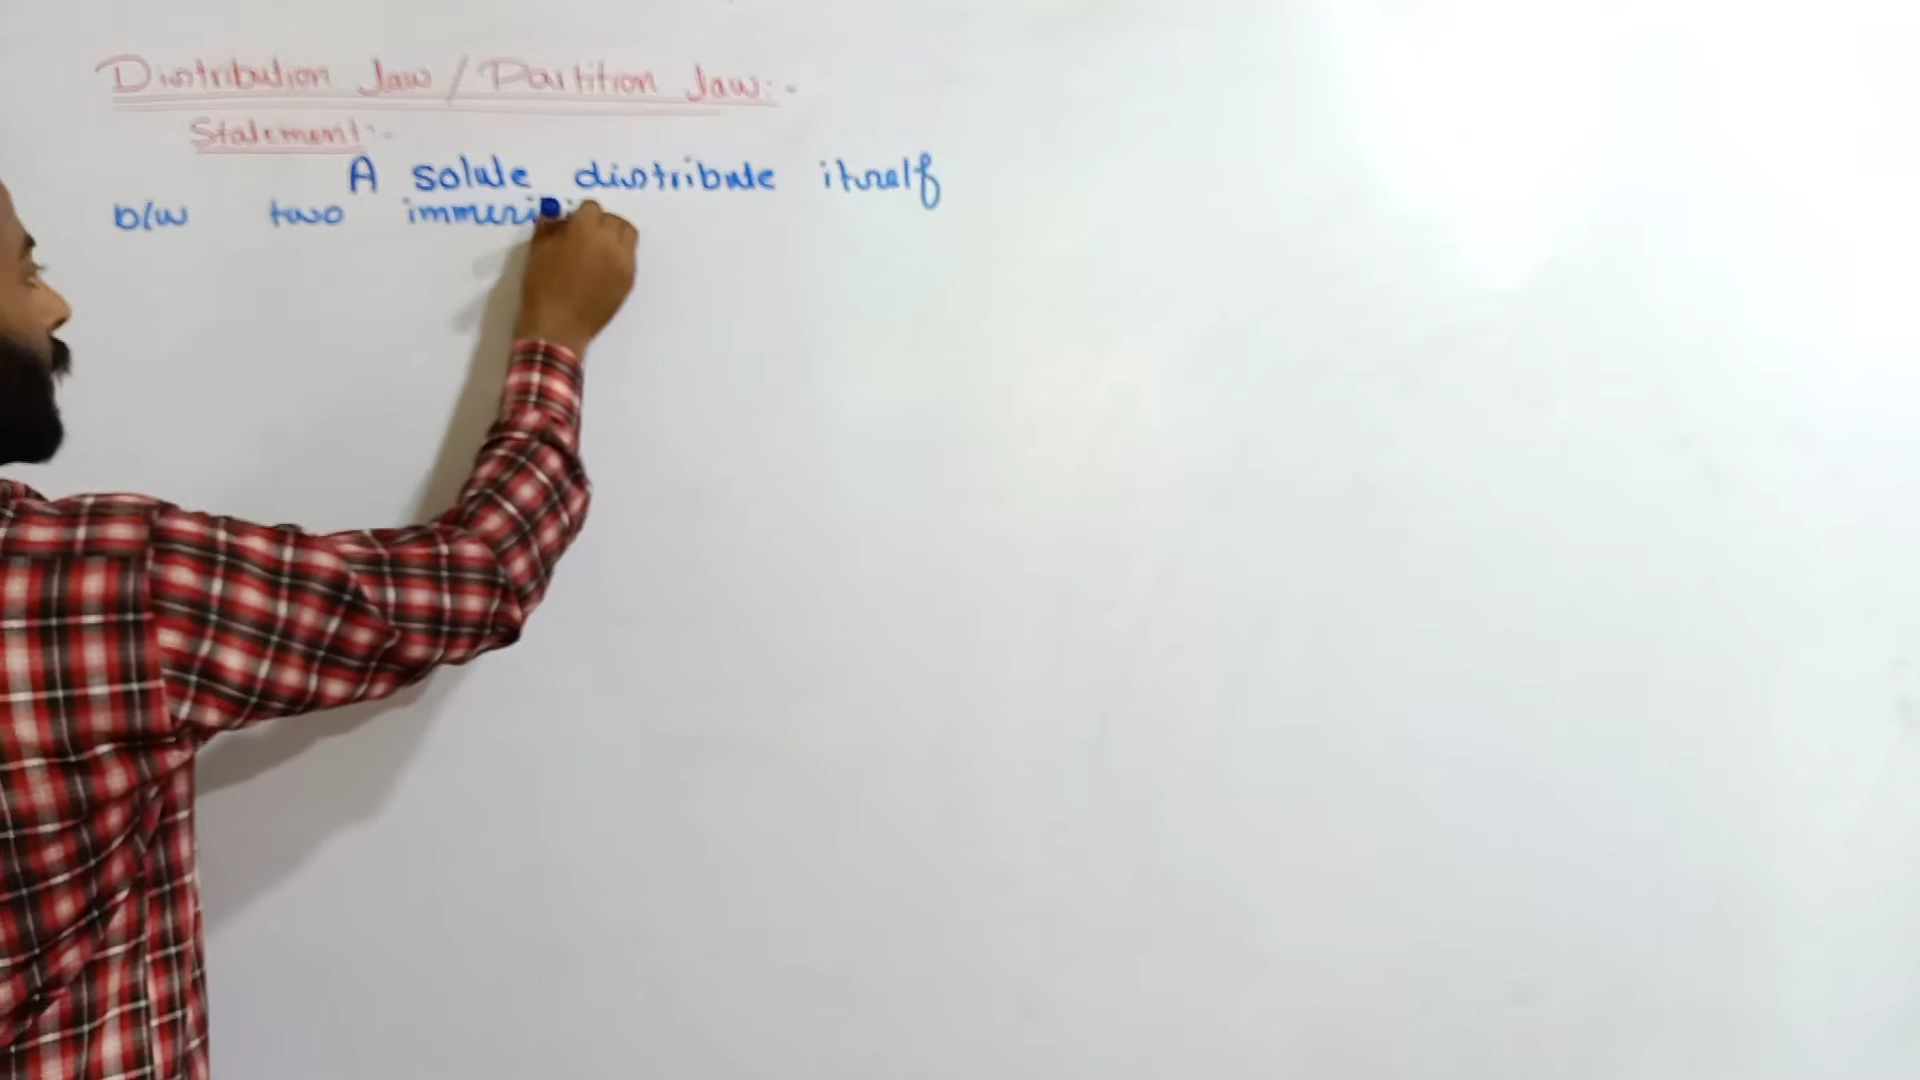 Distribution Law / Partition Law:-
Statement:-
A solute distribute itself
b/w two